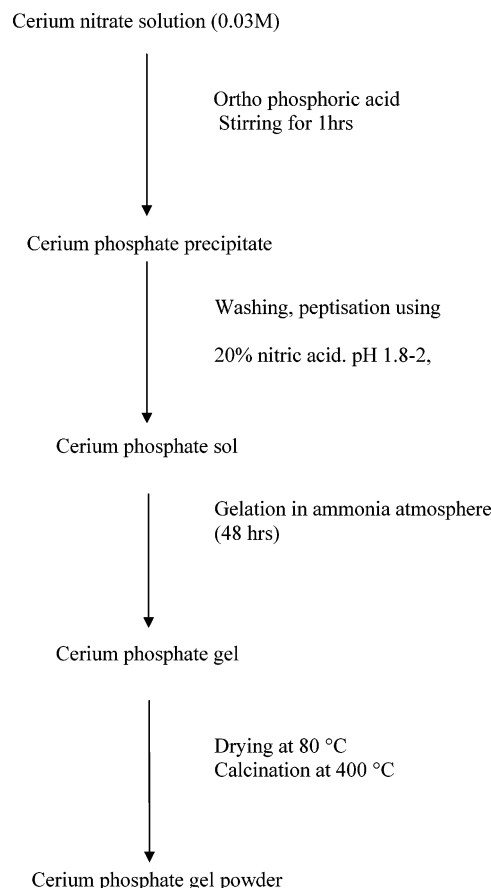 Cerium nitrate solution (0.03M)
Ortho phosphoric acid
Stirring for 1hrs
Cerium phosphate precipitate
Washing, peptisation using
20% nitric acid. pH 1.8-2,
Cerium phosphate sol
Gelation in ammonia atmosphere
(48 hrs)
Cerium phosphate gel
Drying at 80 °C
Calcination at 400 °C
Cerium phosphate gel powder